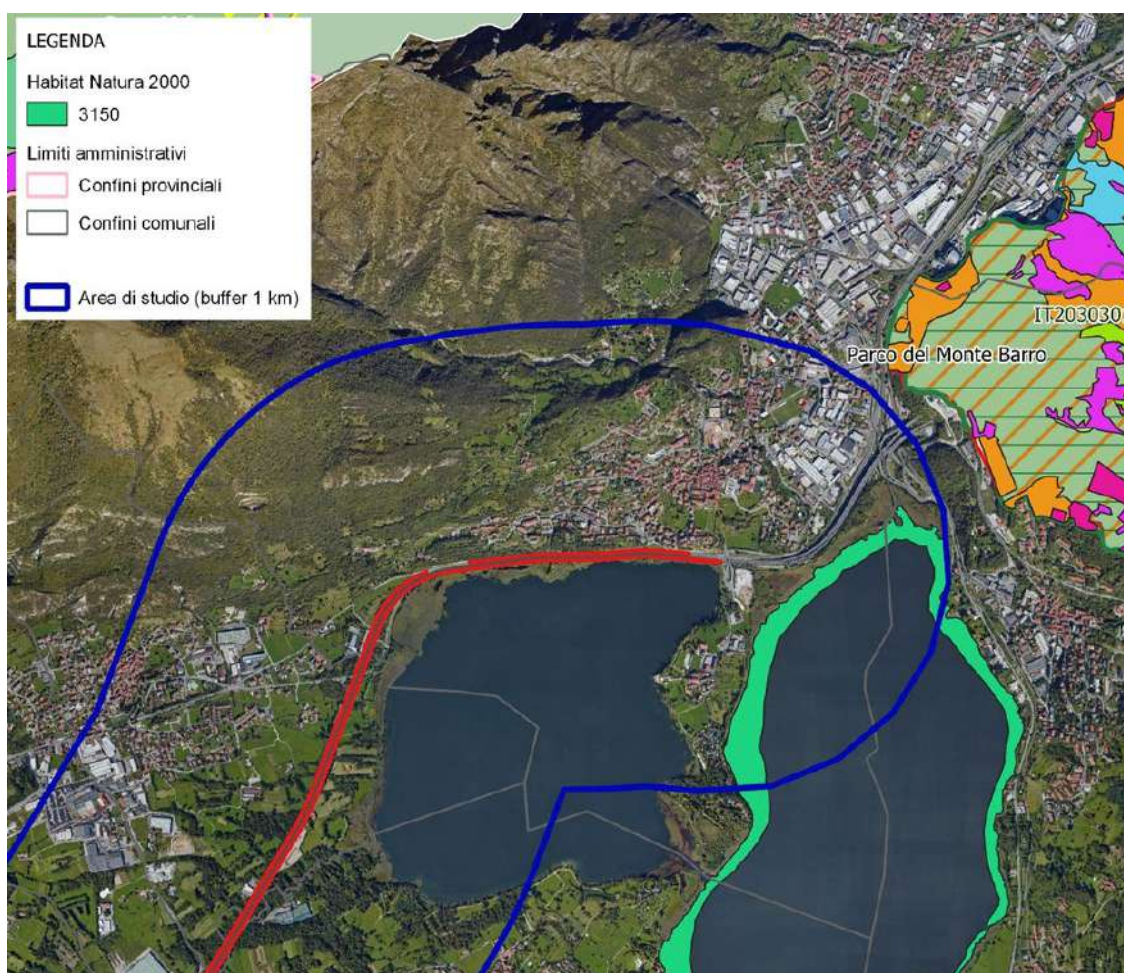 LEGENDA
Habitat Natura 2000
3150
Limiti amministrativi
Confini provinciali
Confini comunali
Area di studio (buffer 1 km)
IT203030
Parco del Monte Barro